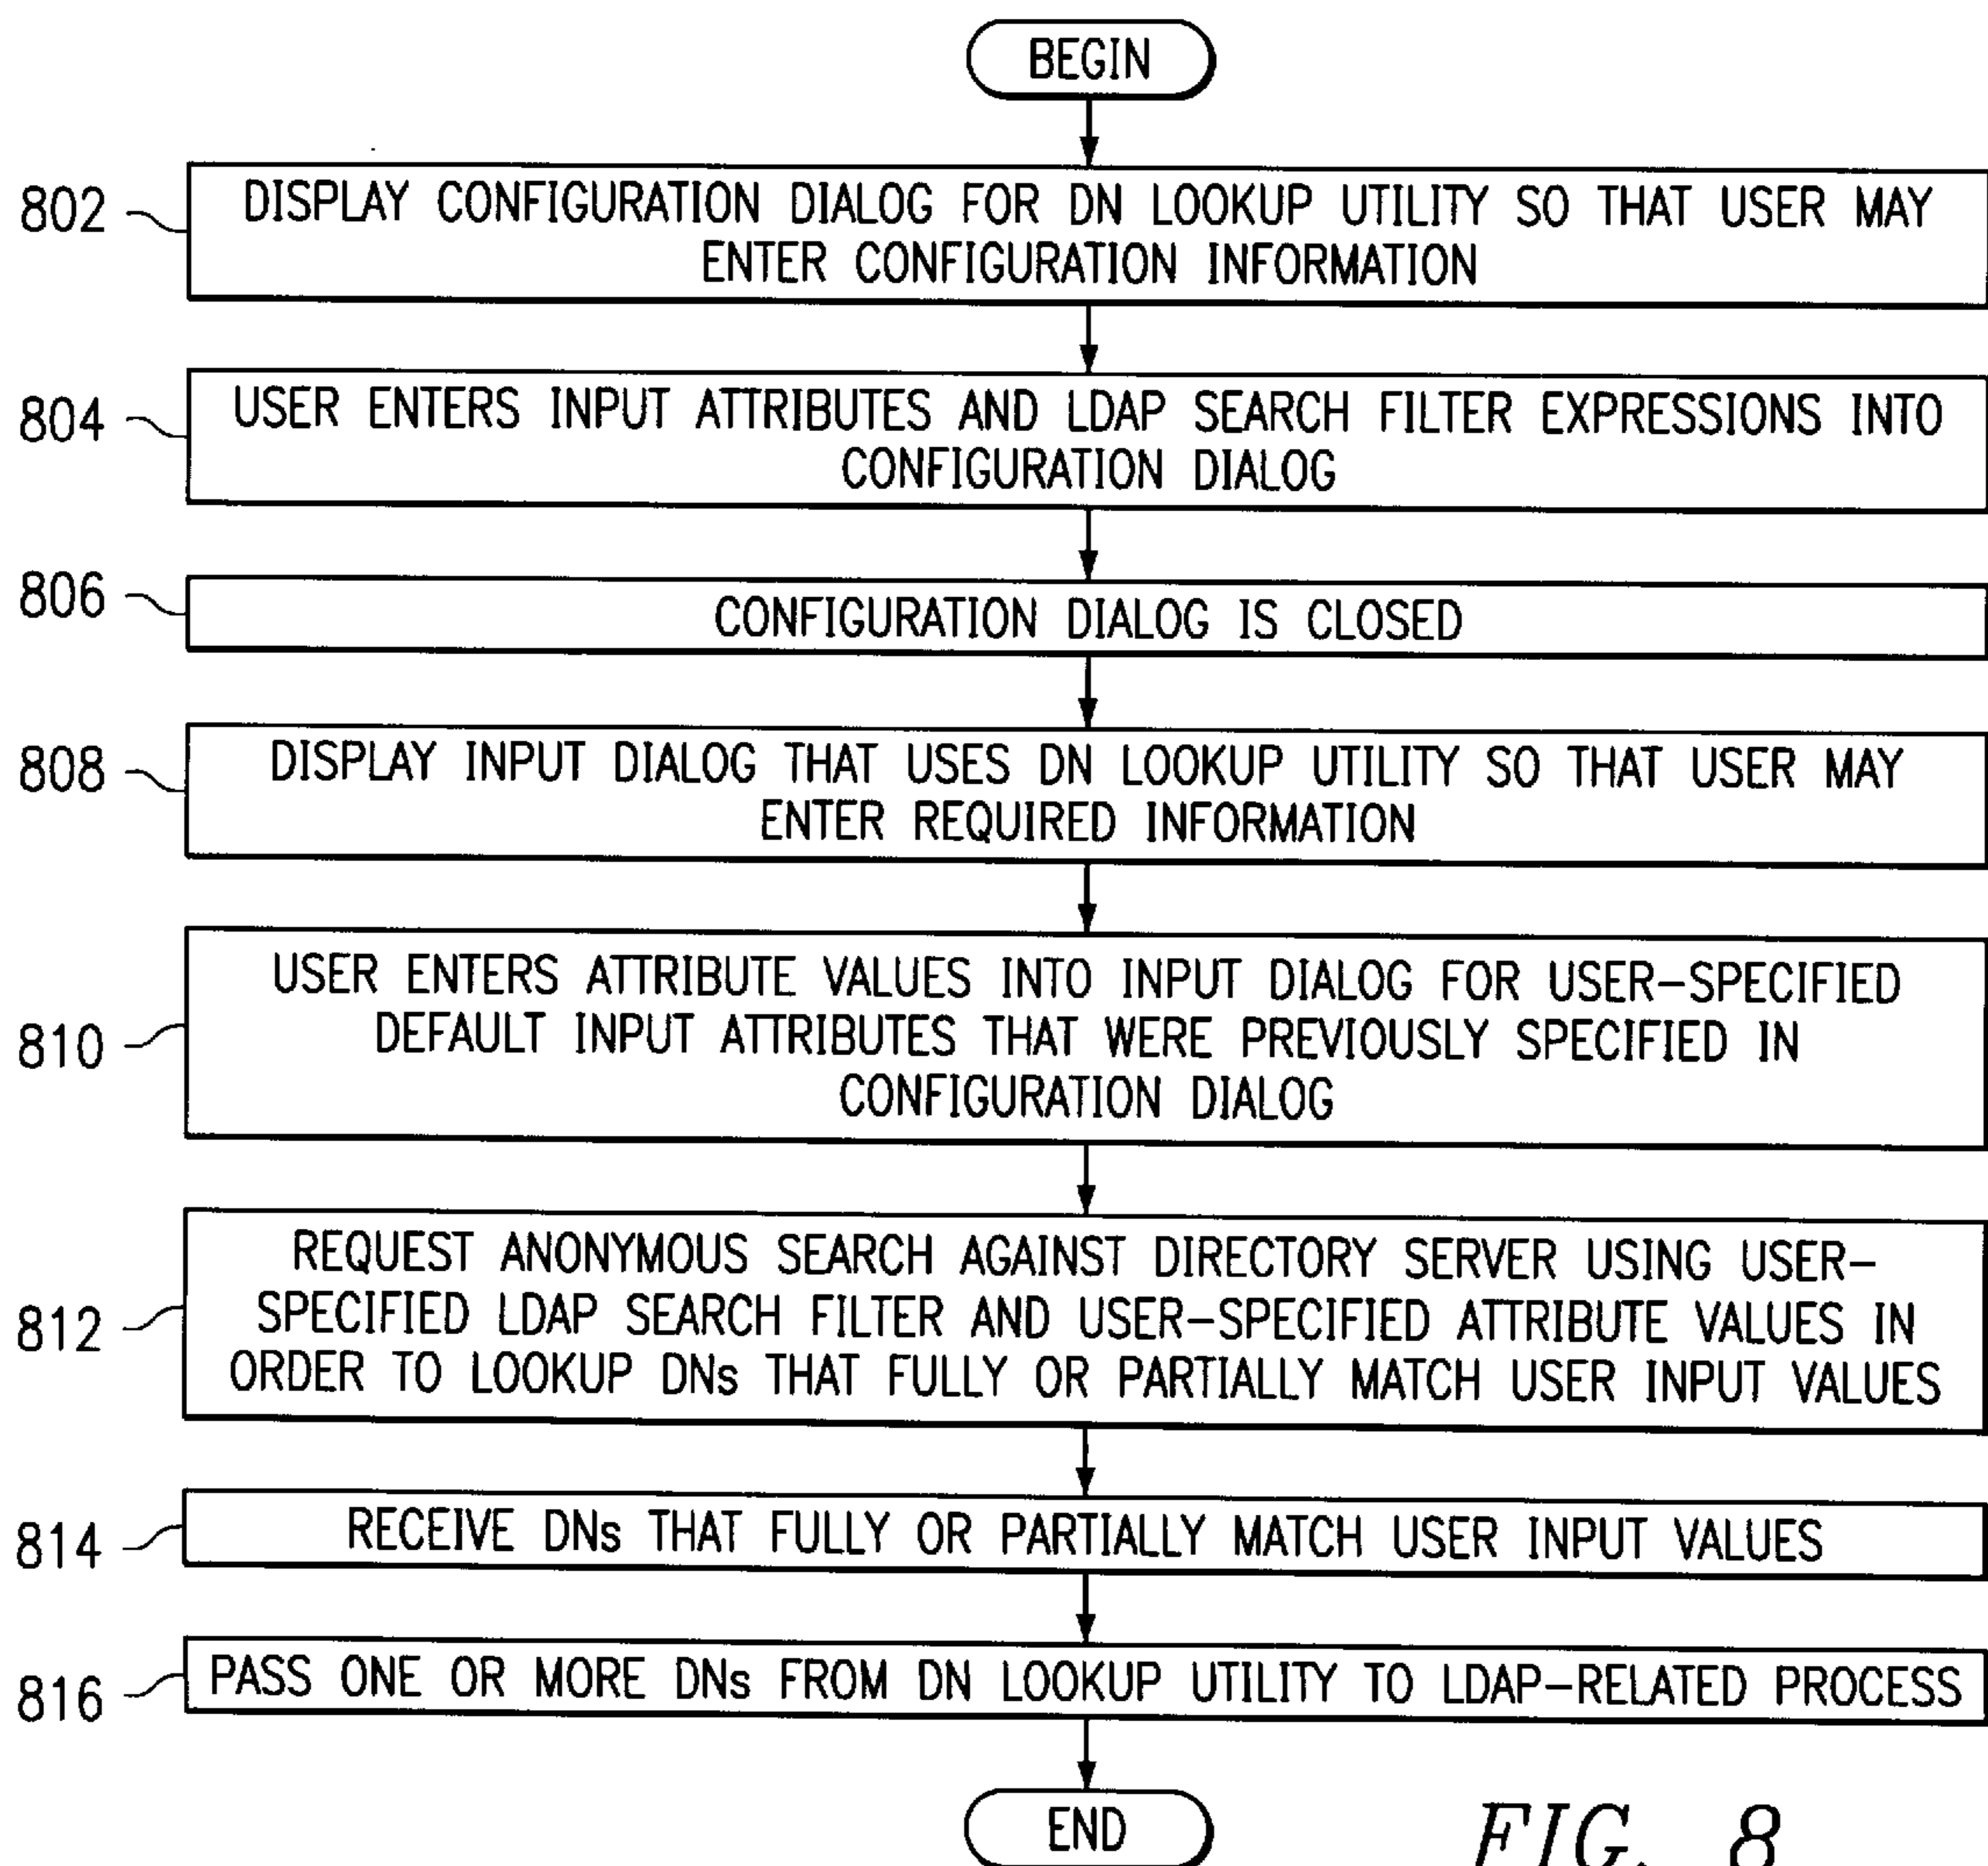 BEGIN
802
DISPLAY CONFIGURATION DIALOG FOR DN LOOKUP UTILITY SO THAT USER MAY
ENTER CONFIGURATION INFORMATION
804
USER ENTERS INPUT ATTRIBUTES AND LDAP SEARCH FILTER EXPRESSIONS INTO
CONFIGURATION DIALOG
806
CONFIGURATION DIALOG IS CLOSED
808
DISPLAY INPUT DIALOG THAT USES DN LOOKUP UTILITY SO THAT USER MAY
ENTER REQUIRED INFORMATION
810
USER ENTERS ATTRIBUTE VALUES INTO INPUT DIALOG FOR USER-SPECIFIED
DEFAULT INPUT ATTRIBUTES THAT WERE PREVIOUSLY SPECIFIED IN
CONFIGURATION DIALOG
812
REQUEST ANONYMOUS SEARCH AGAINST DIRECTORY SERVER USING USER-
SPECIFIED LDAP SEARCH FILTER AND USER-SPECIFIED ATTRIBUTE VALUES IN
ORDER TO LOOKUP DNs THAT FULLY OR PARTIALLY MATCH USER INPUT VALUES
814
RECEIVE DNs THAT FULLY OR PARTIALLY MATCH USER INPUT VALUES
816
PASS ONE OR MORE DNs FROM DN LOOKUP UTILITY TO LDAP-RELATED PROCESS
END
FIG. 8